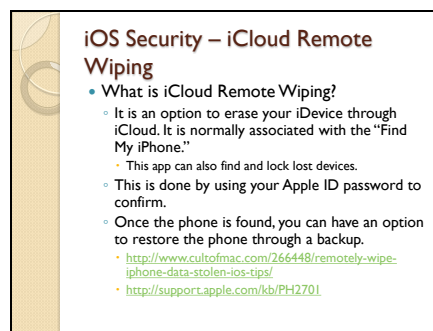 iOS Security – iCloud Remote
Wiping
• What is iCloud Remote Wiping?
◦ It is an option to erase your iDevice through
iCloud. It is normally associated with the “Find
My iPhone.”
• This app can also find and lock lost devices.
◦ This is done by using your Apple ID password to
confirm.
◦ Once the phone is found, you can have an option
to restore the phone through a backup.
• http://www.cultofmac.com/266448/remotely-wipe-
iphone-data-stolen-ios-tips/
• http://support.apple.com/kb/PH2701